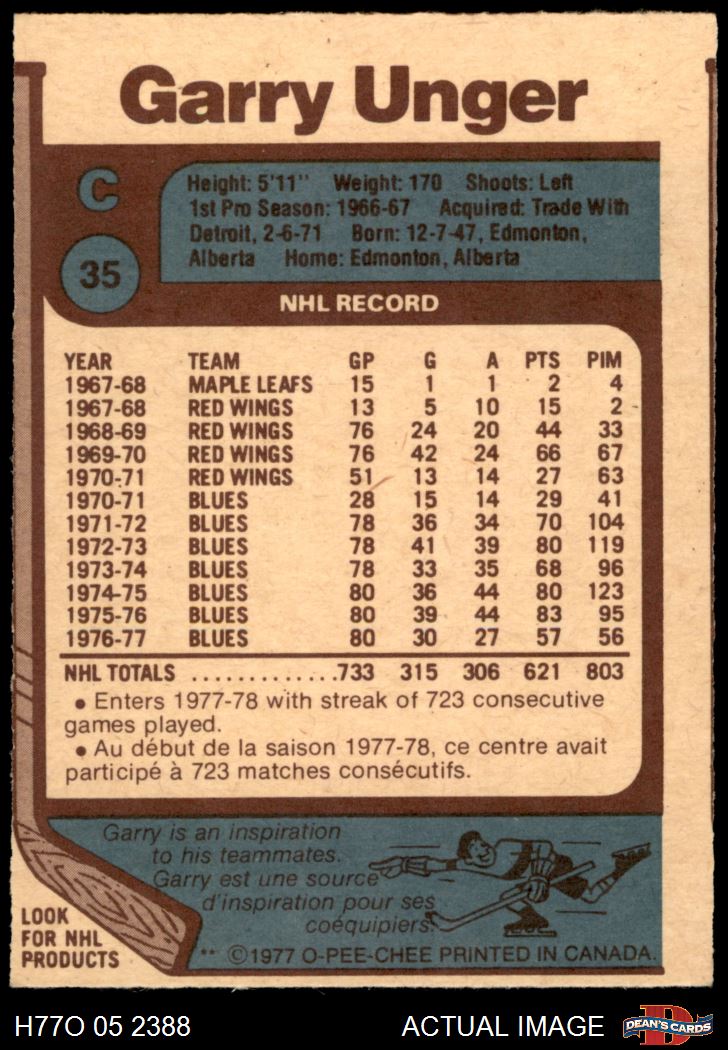 Garry Unger
C
35
Height: 5'11" Weight: 170 Shoots: Left
1st Pro Season: 1966-67 Acquired: Trade With
Detroit, 2-6-71 Born: 12-7-47, Edmonton,
Alberta Home: Edmonton, Alberta
NHL RECORD
YEAR TEAM GP G A PTS PIM
1967-68 MAPLE LEAFS 15 1 1 2 4
1967-68 RED WINGS 13 5 10 15 2
1968-69 RED WINGS 76 24 20 44 33
1969-70 RED WINGS 76 42 24 66 67
1970-71 RED WINGS 51 13 14 27 63
1970-71 BLUES 28 15 14 29 41
1971-72 BLUES 78 36 34 70 104
1972-73 BLUES 78 41 39 80 119
1973-74 BLUES 78 33 35 68 96
1974-75 BLUES 80 36 44 80 123
1975-76 BLUES 80 39 44 83 95
1976-77 BLUES 80 30 27 57 56
NHL TOTALS .............733 315 306 621 803
• Enters 1977-78 with streak of 723 consecutive
games played.
• Au début de la saison 1977-78, ce centre avait
participé à 723 matches consécutifs.
Garry is an inspiration
to his teammates.
Garry est une source
d'inspiration pour ses
coéquipiers.
LOOK
FOR NHL
PRODUCTS
** ©1977 O-PEE-CHEE PRINTED IN CANADA.
H77O 05 2388 ACTUAL IMAGE
D
DEAN'S CARDS